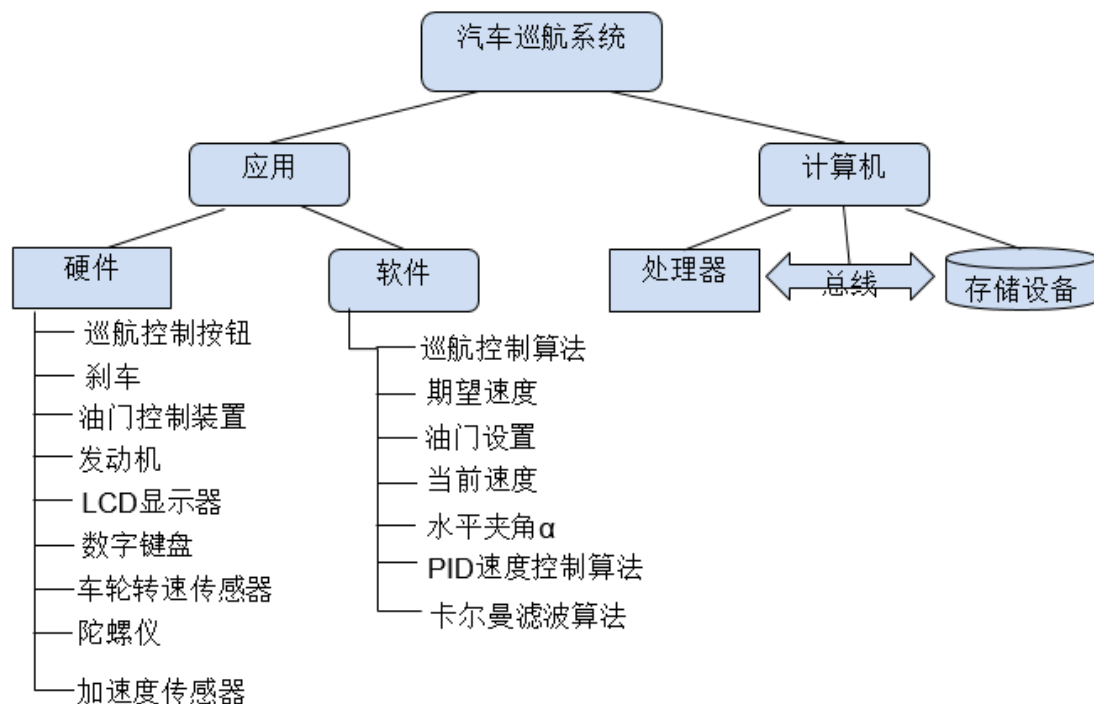 汽车巡航系统
应用
计算机
硬件
软件
处理器
总线
存储设备
巡航控制按钮
刹车
油门控制装置
发动机
LCD显示器
数字键盘
车轮转速传感器
陀螺仪
加速度传感器
巡航控制算法
期望速度
油门设置
当前速度
水平夹角α
PID速度控制算法
卡尔曼滤波算法